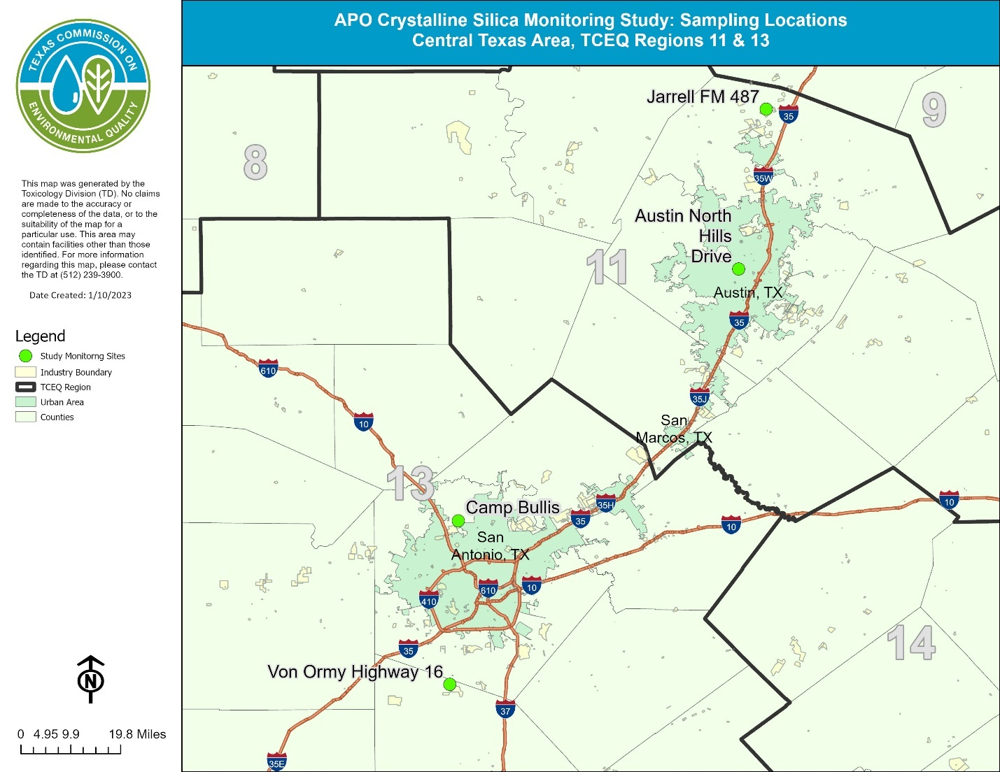 APO Crystalline Silica Monitoring Study: Sampling Locations
Central Texas Area, TCEQ Regions 11 & 13
TEXAS COMMISSION ON
ENVIRONMENTAL QUALITY
This map was generated by the
Toxicology Division (TD). No claims
are made to the accuracy or
completeness of the data, or to the
suitability of the map for a
particular use. This area may
contain facilities other than those
identified. For more information
regarding this map, please contact
the TD at (512) 239-3900.
Date Created: 1/10/2023
Legend
Study Monitorng Sites
Industry Boundary
TCEQ Region
Urban Area
Counties
N
0 4.95 9.9 19.8 Miles
Jarrell FM 487
35
9
8
35W
Austin North
Hills
Drive
11
Austin, TX
35
610
35J
10
San
Marcos, TX
13
Camp Bullis
35H
35
10
10
San
Antonio, TX
610
10
410
35
14
Von Ormy Highway 16
37
35E